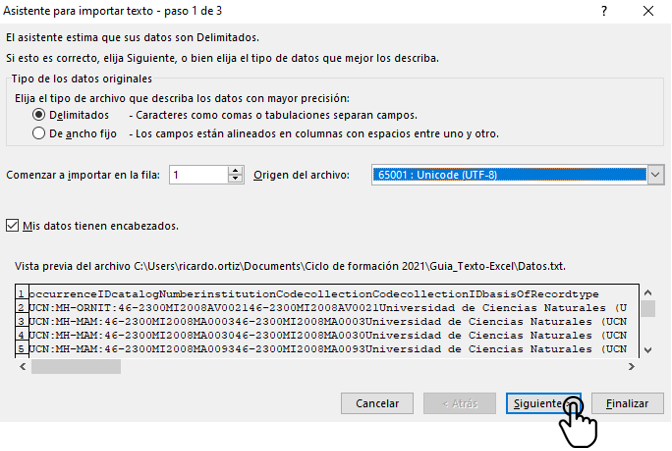 Asistente para importar texto - paso 1 de 3 ? ×
El asistente estima que sus datos son Delimitados.
Si esto es correcto, elija Siguiente, o bien elija el tipo de datos que mejor los describa.
Tipo de los datos originales
Elija el tipo de archivo que describa los datos con mayor precisión:
Delimitados - Caracteres como comas o tabulaciones separan campos.
De ancho fijo - Los campos están alineados en columnas con espacios entre uno y otro.
Comenzar a importar en la fila: 1 Origen del archivo: 65001 : Unicode (UTF-8)
Mis datos tienen encabezados.
Vista previa del archivo C:\Users\ricardo.ortiz\Documents\Ciclo de formación 2021\Guia_Texto-Excel\Datos.txt.
1 occurrenceIDcatalogNumberinstitutionCodecollectionCodecollectionIDbasisOfRecordtype
2 UCN:MH-ORNIT:46-2300MI2008AV002146-2300MI2008AV0021Universidad de Ciencias Naturales (U
3 UCN:MH-MAM:46-2300MI2008MA000346-2300MI2008MA0003Universidad de Ciencias Naturales (UCN
4 UCN:MH-MAM:46-2300MI2008MA003046-2300MI2008MA0030Universidad de Ciencias Naturales (UCN
5 UCN:MH-MAM:46-2300MI2008MA009346-2300MI2008MA0093Universidad de Ciencias Naturales (UCN
Cancelar < Atrás Siguiente > Finalizar